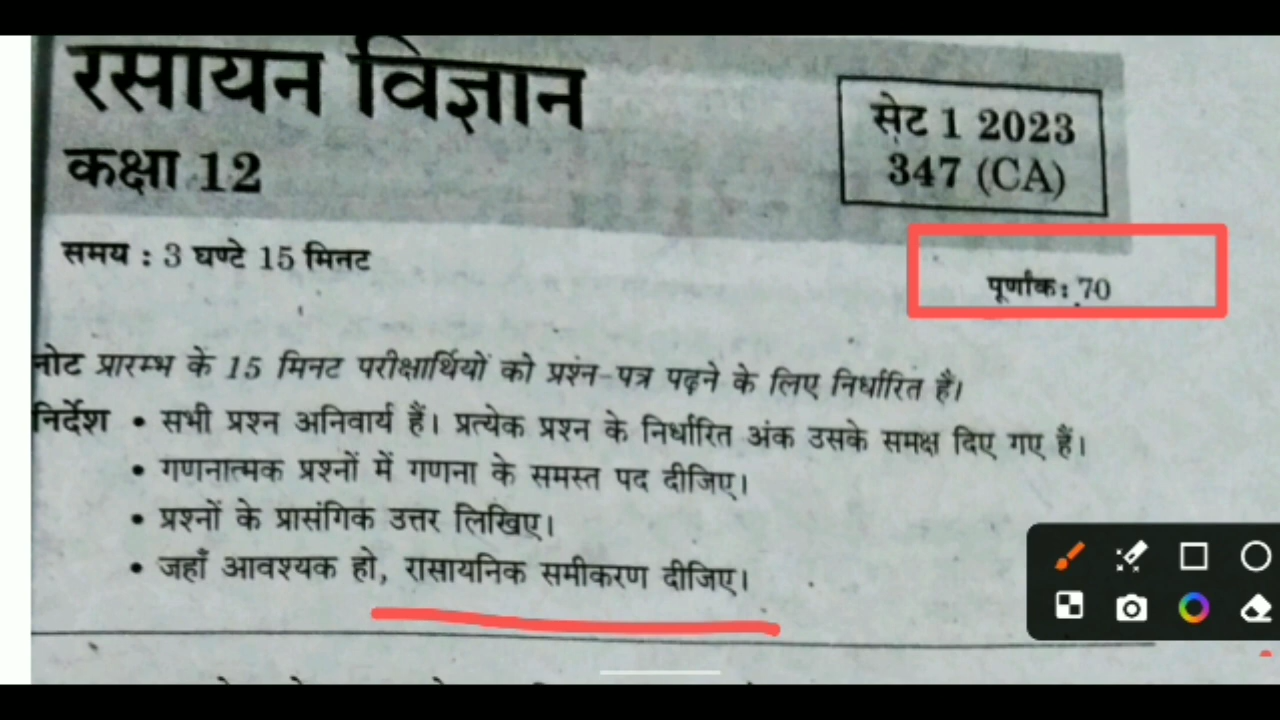 रसायन विज्ञान
कक्षा 12
सेट 1 2023
347 (CA)
समय : 3 घण्टे 15 मिनट
पूर्णांक: 70
नोट प्रारम्भ के 15 मिनट परीक्षार्थियों को प्रश्न-पत्र पढ़ने के लिए निर्धारित हैं।
निर्देश • सभी प्रश्न अनिवार्य हैं। प्रत्येक प्रश्न के निर्धारित अंक उसके समक्ष दिए गए हैं।
• गणनात्मक प्रश्नों में गणना के समस्त पद दीजिए।
• प्रश्नों के प्रासंगिक उत्तर लिखिए।
• जहाँ आवश्यक हो, रासायनिक समीकरण दीजिए।